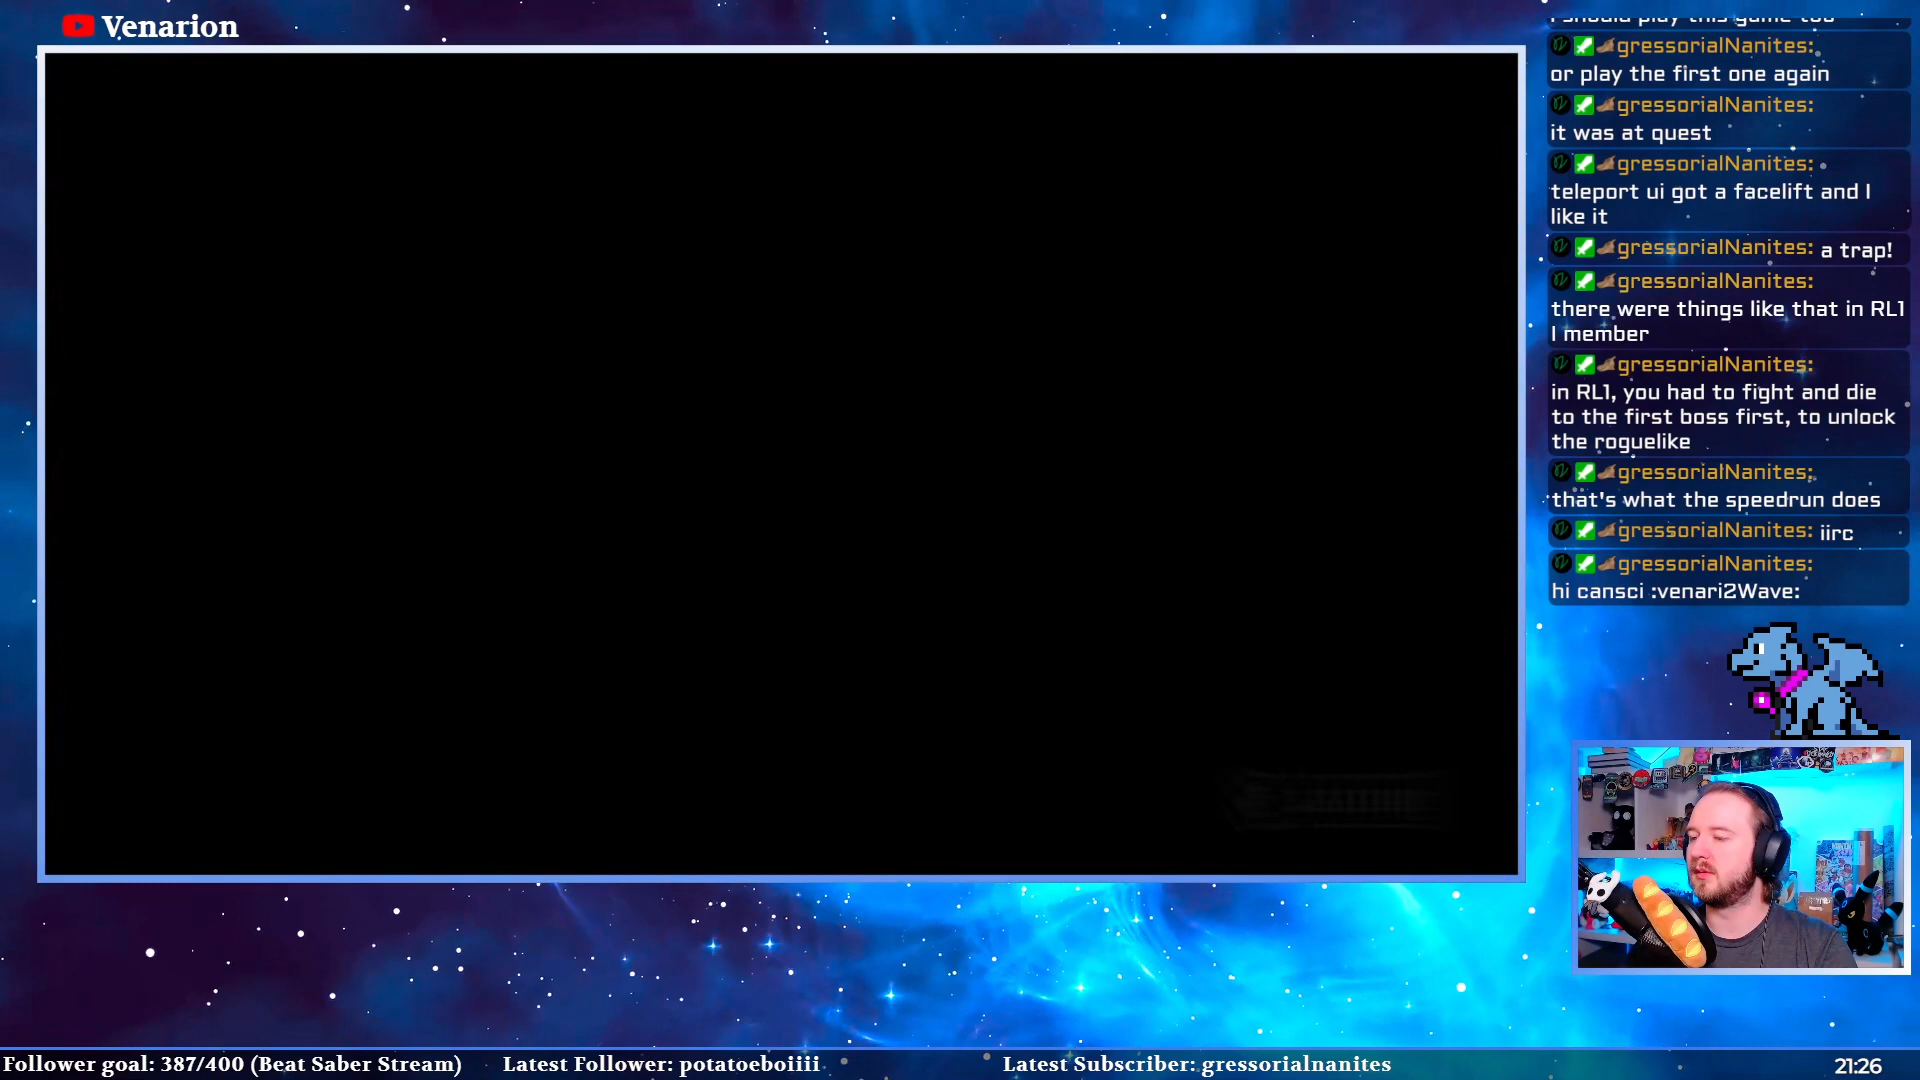 Venarion
gressorialNanites:
or play the first one again
gressorialNanites:
it was at quest
gressorialNanites:
teleport ui got a facelift and I
like it
gressorialNanites: a trap!
gressorialNanites:
there were things like that in RL1
I member
gressorialNanites:
in RL1, you had to fight and die
to the first boss first, to unlock
the roguelike
gressorialNanites:
that's what the speedrun does
gressorialNanites: iirc
gressorialNanites:
hi cansci :venari2Wave:
Follower goal: 387/400 (Beat Saber Stream)
Latest Follower: potatoeboiiii
Latest Subscriber: gressorialnanites
21:26